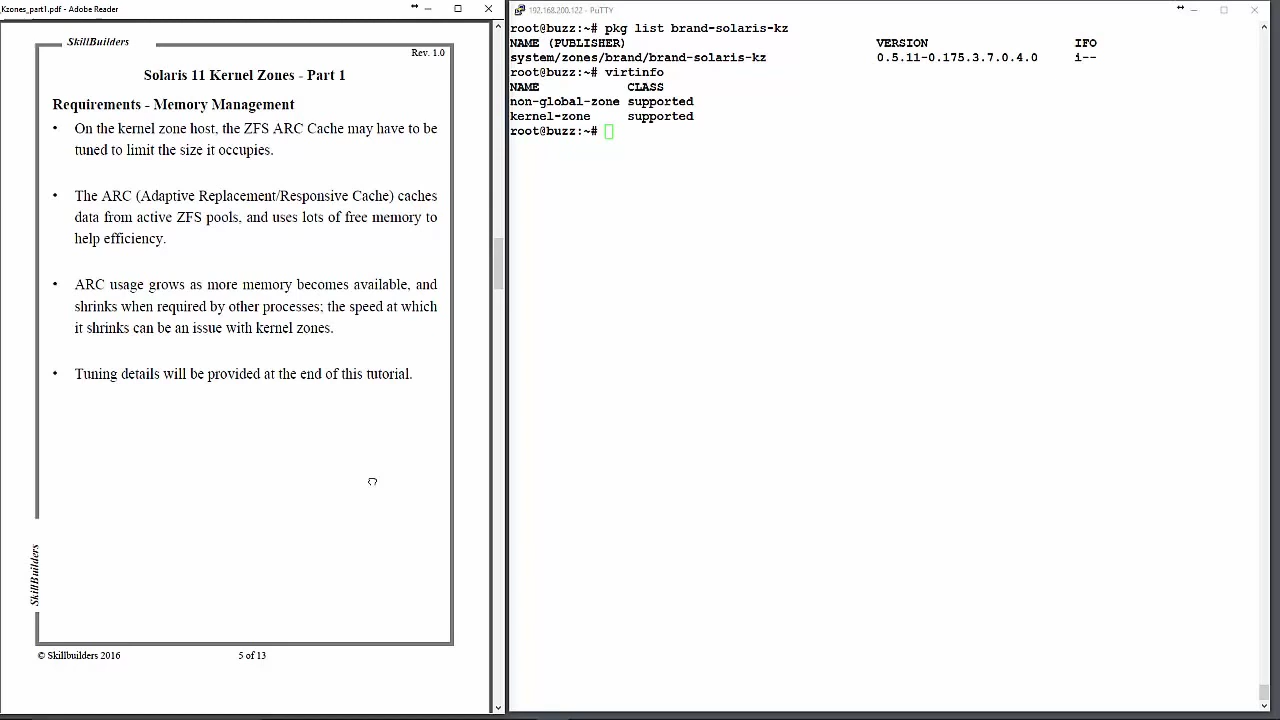 _Kzones_part1.pdf - Adobe Reader
SkillBuilders
Rev. 1.0
Solaris 11 Kernel Zones - Part 1
Requirements - Memory Management
• On the kernel zone host, the ZFS ARC Cache may have to be
tuned to limit the size it occupies.
• The ARC (Adaptive Replacement/Responsive Cache) caches
data from active ZFS pools, and uses lots of free memory to
help efficiency.
• ARC usage grows as more memory becomes available, and
shrinks when required by other processes; the speed at which
it shrinks can be an issue with kernel zones.
• Tuning details will be provided at the end of this tutorial.
SkillBuilders
© Skillbuilders 2016 5 of 13
192.168.200.122 - PuTTY
root@buzz:~# pkg list brand-solaris-kz
NAME (PUBLISHER) VERSION IFO
system/zones/brand/brand-solaris-kz 0.5.11-0.175.3.7.0.4.0 i--
root@buzz:~# virtinfo
NAME CLASS
non-global-zone supported
kernel-zone supported
root@buzz:~#